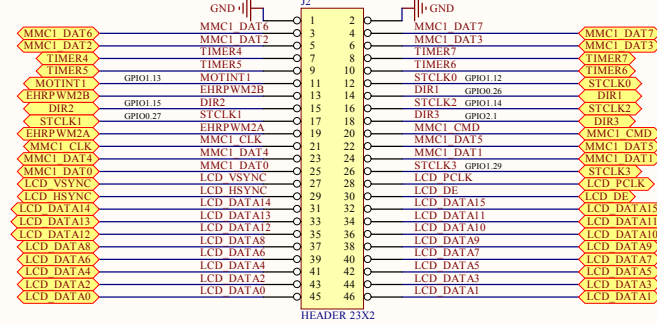 J2
GND 1 2 GND
MMC1_DAT6 MMC1_DAT6 3 4 MMC1_DAT7 MMC1_DAT7
MMC1_DAT2 MMC1_DAT2 5 6 MMC1_DAT3 MMC1_DAT3
TIMER4 TIMER4 7 8 TIMER7 TIMER7
TIMER5 TIMER5 9 10 TIMER6 TIMER6
MOTINT1 GPIO1.13 MOTINT1 11 12 STCLK0 GPIO1.12 STCLK0
EHRPWM2B EHRPWM2B 13 14 DIR1 GPIO0.26 DIR1
DIR2 GPIO1.15 DIR2 15 16 STCLK2 GPIO1.14 STCLK2
STCLK1 GPIO0.27 STCLK1 17 18 DIR3 GPIO2.1 DIR3
EHRPWM2A EHRPWM2A 19 20 MMC1_CMD MMC1_CMD
MMC1_CLK MMC1_CLK 21 22 MMC1_DAT5 MMC1_DAT5
MMC1_DAT4 MMC1_DAT4 23 24 MMC1_DAT1 MMC1_DAT1
MMC1_DAT0 MMC1_DAT0 25 26 STCLK3 GPIO1.29 STCLK3
LCD_VSYNC LCD_VSYNC 27 28 LCD_PCLK LCD_PCLK
LCD_HSYNC LCD_HSYNC 29 30 LCD_DE LCD_DE
LCD_DATA14 LCD_DATA14 31 32 LCD_DATA15 LCD_DATA15
LCD_DATA13 LCD_DATA13 33 34 LCD_DATA11 LCD_DATA11
LCD_DATA12 LCD_DATA12 35 36 LCD_DATA10 LCD_DATA10
LCD_DATA8 LCD_DATA8 37 38 LCD_DATA9 LCD_DATA9
LCD_DATA6 LCD_DATA6 39 40 LCD_DATA7 LCD_DATA7
LCD_DATA4 LCD_DATA4 41 42 LCD_DATA5 LCD_DATA5
LCD_DATA2 LCD_DATA2 43 44 LCD_DATA3 LCD_DATA3
LCD_DATA0 LCD_DATA0 45 46 LCD_DATA1 LCD_DATA1
HEADER 23X2